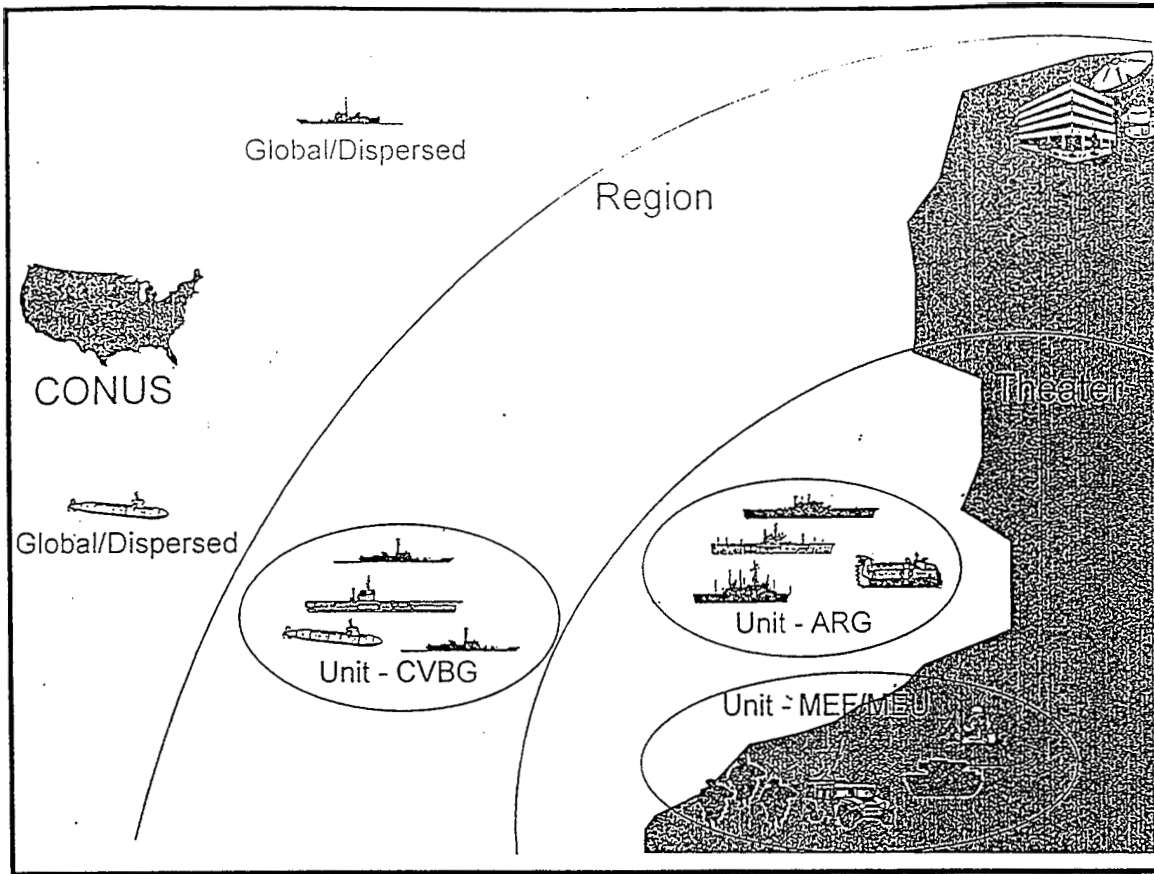 Global/Dispersed
Region
CONUS
Theater
Global/Dispersed
Unit - CVBG
Unit - ARG
Unit - MEF/MEU